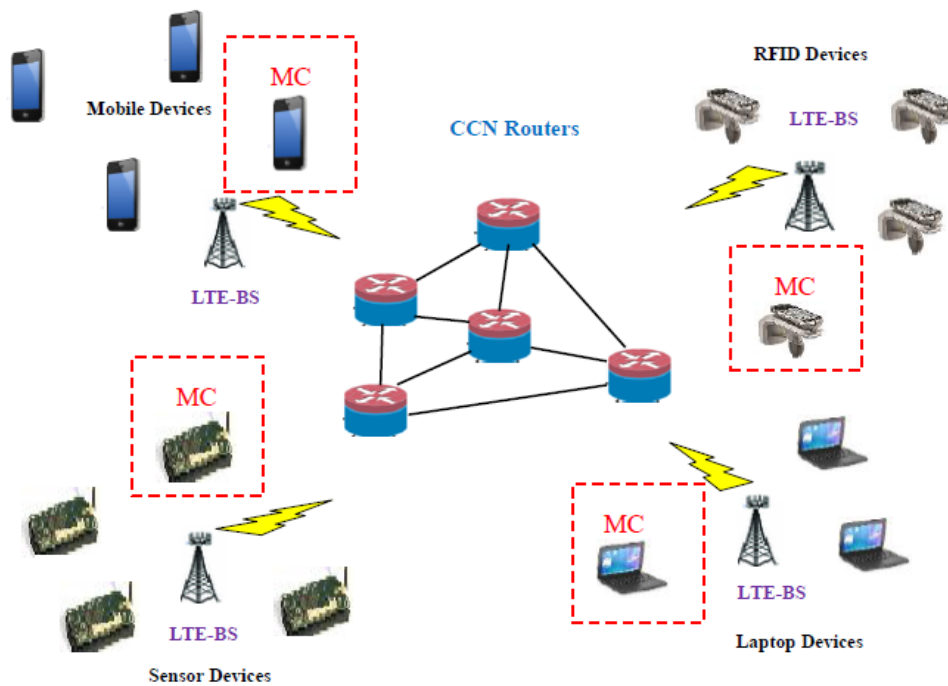 MC
Mobile Devices
LTE-BS
CCN Routers
RFID Devices
LTE-BS
MC
MC
LTE-BS
Sensor Devices
MC
LTE-BS
Laptop Devices